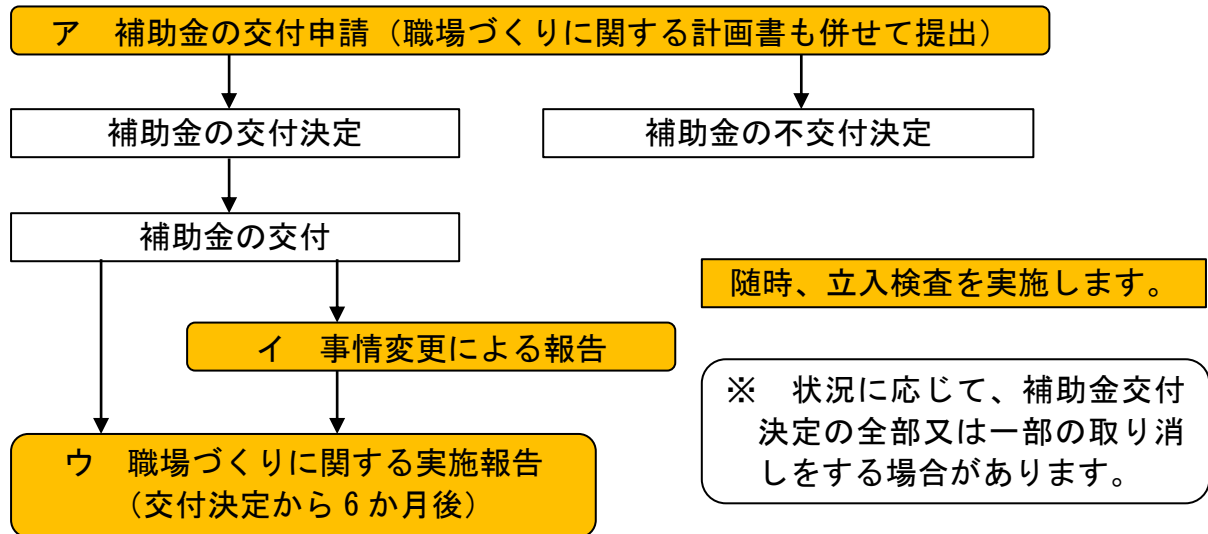 ア　補助金の交付申請（職場づくりに関する計画書も併せて提出）
補助金の交付決定
補助金の不交付決定
補助金の交付
随時、立入検査を実施します。
イ　事情変更による報告
※　状況に応じて、補助金交付
決定の全部又は一部の取り消
しをする場合があります。
ウ　職場づくりに関する実施報告
（交付決定から６か月後）